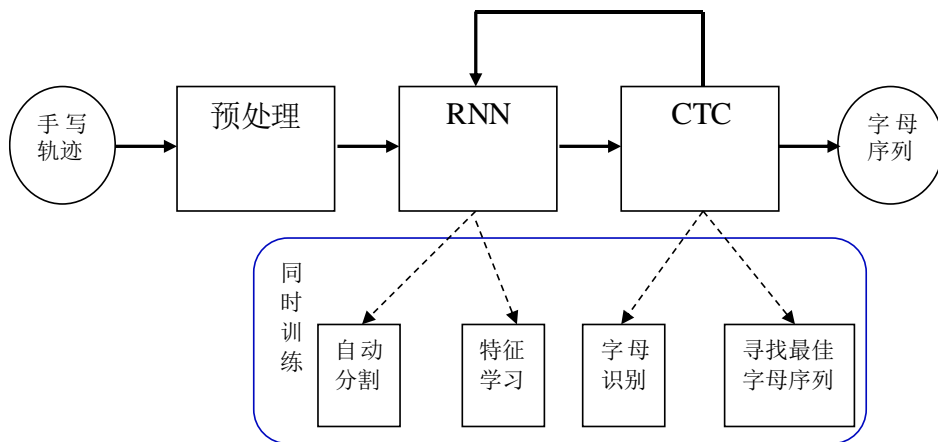 手写
轨迹
预处理
RNN
CTC
字母
序列
同
时
训
练
自动
分割
特征
学习
字母
识别
寻找最佳
字母序列